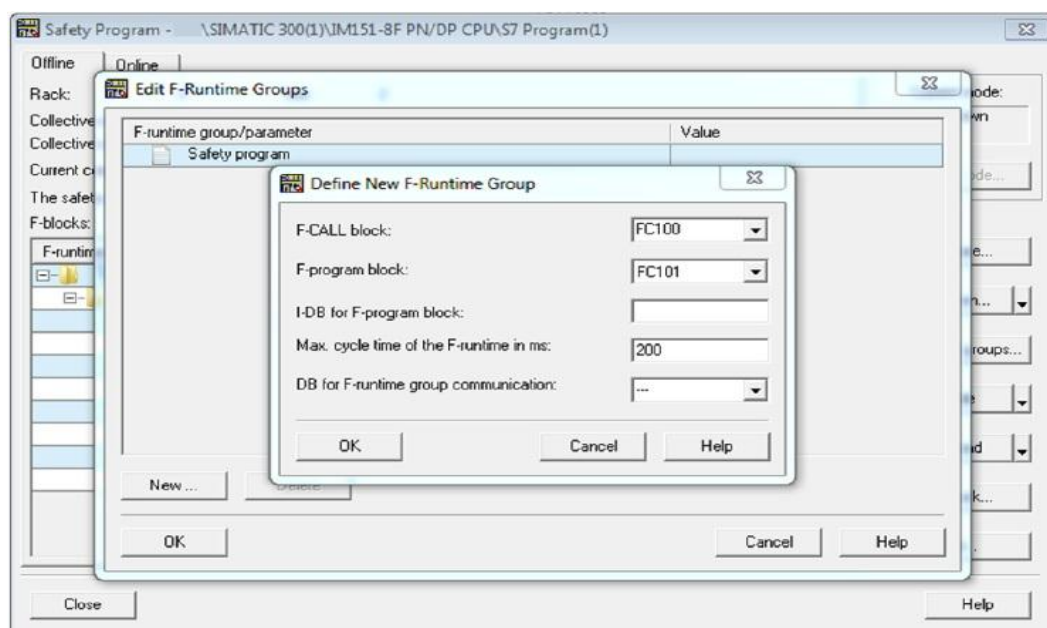 Safety Program - \SIMATIC 300(1)\IM151-8F PN/DP CPU\S7 Program(1)
Offline
Online
Rack:
Collective
Collective
Current
The safet
F-blocks:
F-runtim
Edit F-Runtime Groups
F-runtime group/parameter Value
Safety program
Define New F-Runtime Group
F-CALL block: FC100
F-program block: FC101
I-DB for F-program block:
Max. cycle time of the F-runtime in ms: 200
DB for F-runtime group communication: ---
OK Cancel Help
New ... Delete
OK Cancel Help
ode:
wn
ode...
e...
n...
roups...
k...
Close Help